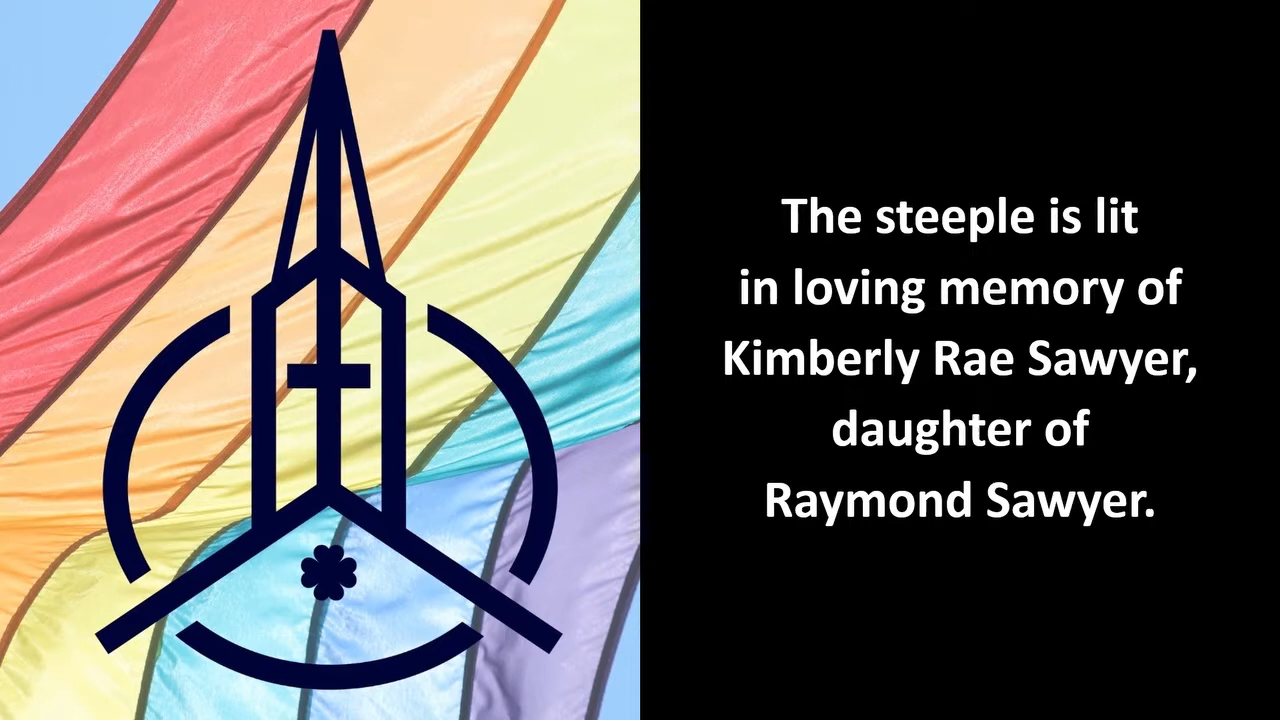 The steeple is lit
in loving memory of
Kimberly Rae Sawyer,
daughter of
Raymond Sawyer.